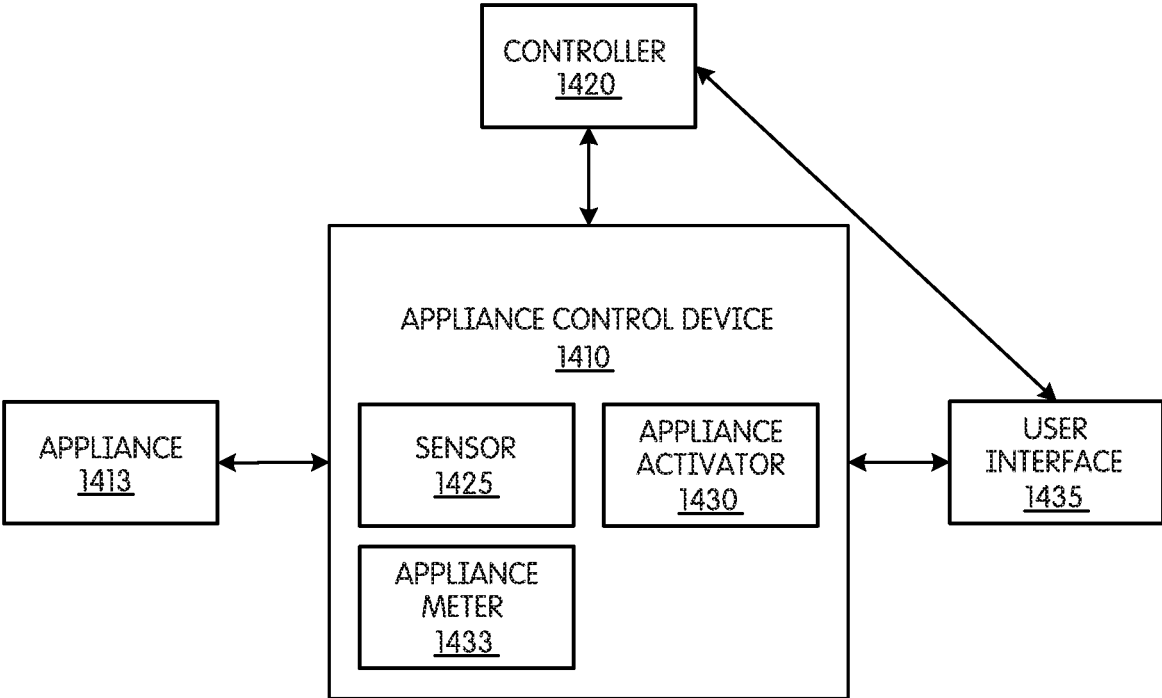 CONTROLLER
1420
APPLIANCE CONTROL DEVICE
1410
APPLIANCE
1413
SENSOR
1425
APPLIANCE
ACTIVATOR
1430
USER
INTERFACE
1435
APPLIANCE
METER
1433